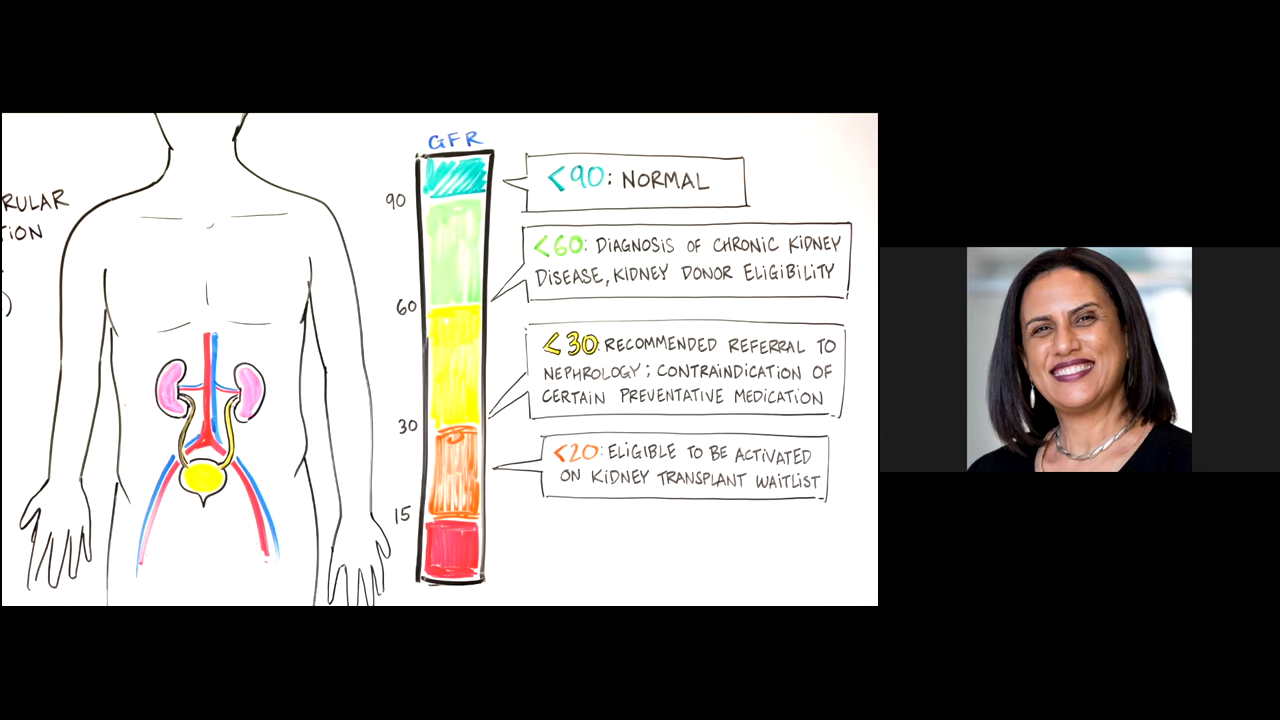 RULAR
TION
)
GFR
90
60
30
15
<90: NORMAL
<60: DIAGNOSIS OF CHRONIC KIDNEY
DISEASE, KIDNEY DONOR ELIGIBILITY
<30: RECOMMENDED REFERRAL TO
NEPHROLOGY; CONTRAINDICATION OF
CERTAIN PREVENTATIVE MEDICATION
<20: ELIGIBLE TO BE ACTIVATED
ON KIDNEY TRANSPLANT WAITLIST